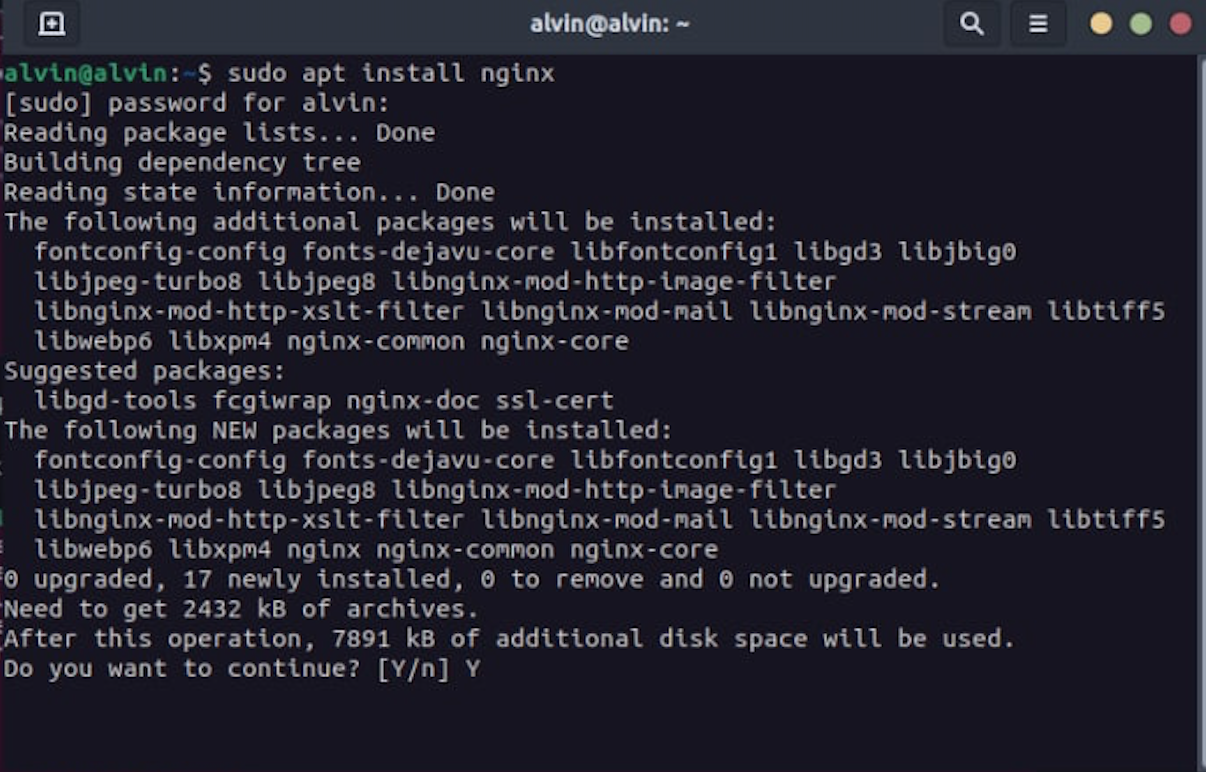 alvin@alvin: ~
alvin@alvin:~$ sudo apt install nginx
[sudo] password for alvin:
Reading package lists... Done
Building dependency tree
Reading state information... Done
The following additional packages will be installed:
  fontconfig-config fonts-dejavu-core libfontconfig1 libgd3 libjbig0
  libjpeg-turbo8 libjpeg8 libnginx-mod-http-image-filter
  libnginx-mod-http-xslt-filter libnginx-mod-mail libnginx-mod-stream libtiff5
  libwebp6 libxpm4 nginx-common nginx-core
Suggested packages:
  libgd-tools fcgiwrap nginx-doc ssl-cert
The following NEW packages will be installed:
  fontconfig-config fonts-dejavu-core libfontconfig1 libgd3 libjbig0
  libjpeg-turbo8 libjpeg8 libnginx-mod-http-image-filter
  libnginx-mod-http-xslt-filter libnginx-mod-mail libnginx-mod-stream libtiff5
  libwebp6 libxpm4 nginx nginx-common nginx-core
0 upgraded, 17 newly installed, 0 to remove and 0 not upgraded.
Need to get 2432 kB of archives.
After this operation, 7891 kB of additional disk space will be used.
Do you want to continue? [Y/n] Y